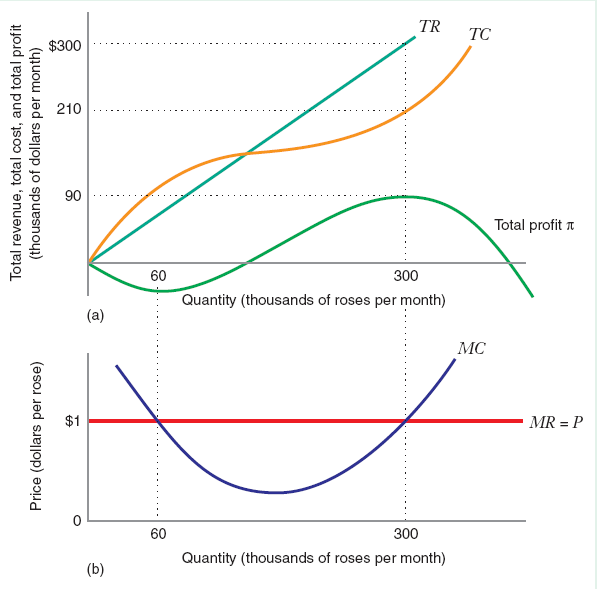 Total revenue, total cost, and total profit
(thousands of dollars per month)
TR
TC
$300
210
90
Total profit π
60
300
Quantity (thousands of roses per month)
(a)
Price (dollars per rose)
MC
$1
MR = P
0
60
300
Quantity (thousands of roses per month)
(b)